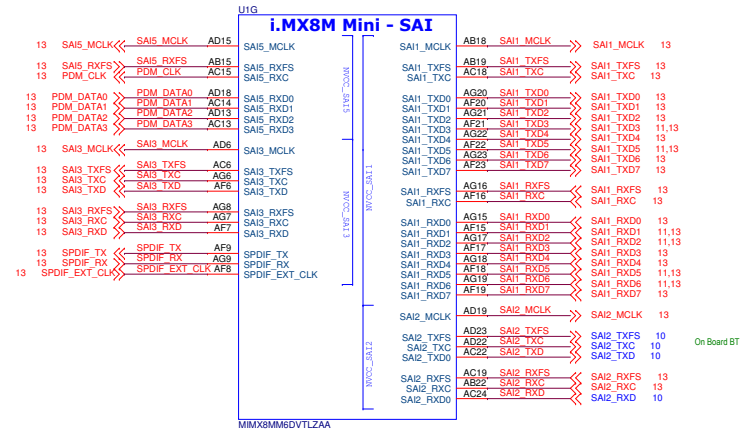 U1G
i.MX8M Mini - SAI
13 SAI5_MCLK SAI5_MCLK AD15 SAI5_MCLK
13 SAI5_RXFS SAI5_RXFS AB15 SAI5_RXFS
13 PDM_CLK PDM_CLK AC15 SAI5_RXC
13 PDM_DATA0 PDM_DATA0 AD18 SAI5_RXD0
13 PDM_DATA1 PDM_DATA1 AC14 SAI5_RXD1
13 PDM_DATA2 PDM_DATA2 AD13 SAI5_RXD2
13 PDM_DATA3 PDM_DATA3 AC13 SAI5_RXD3
13 SAI3_MCLK SAI3_MCLK AD6 SAI3_MCLK
13 SAI3_TXFS SAI3_TXFS AC6 SAI3_TXFS
13 SAI3_TXC SAI3_TXC AG6 SAI3_TXC
13 SAI3_TXD SAI3_TXD AF6 SAI3_TXD
13 SAI3_RXFS SAI3_RXFS AG8 SAI3_RXFS
13 SAI3_RXC SAI3_RXC AG7 SAI3_RXC
13 SAI3_RXD SAI3_RXD AF7 SAI3_RXD
13 SPDIF_TX SPDIF_TX AF9 SPDIF_TX
13 SPDIF_RX SPDIF_RX AG9 SPDIF_RX
13 SPDIF_EXT_CLK SPDIF_EXT_CLK AF8 SPDIF_EXT_CLK
NVCC_SAI5
NVCC_SAI3
NVCC_SAI1
NVCC_SAI2
SAI1_MCLK AB18 SAI1_MCLK SAI1_MCLK 13
SAI1_TXFS AB19 SAI1_TXFS SAI1_TXFS 13
SAI1_TXC AC18 SAI1_TXC SAI1_TXC 13
SAI1_TXD0 AG20 SAI1_TXD0 SAI1_TXD0 13
SAI1_TXD1 AF20 SAI1_TXD1 SAI1_TXD1 13
SAI1_TXD2 AG21 SAI1_TXD2 SAI1_TXD2 13
SAI1_TXD3 AF21 SAI1_TXD3 SAI1_TXD3 11,13
SAI1_TXD4 AG22 SAI1_TXD4 SAI1_TXD4 13
SAI1_TXD5 AF22 SAI1_TXD5 SAI1_TXD5 11,13
SAI1_TXD6 AG23 SAI1_TXD6 SAI1_TXD6 13
SAI1_TXD7 AF23 SAI1_TXD7 SAI1_TXD7 13
SAI1_RXFS AG16 SAI1_RXFS SAI1_RXFS 13
SAI1_RXC AF16 SAI1_RXC SAI1_RXC 13
SAI1_RXD0 AG15 SAI1_RXD0 SAI1_RXD0 13
SAI1_RXD1 AF15 SAI1_RXD1 SAI1_RXD1 11,13
SAI1_RXD2 AG17 SAI1_RXD2 SAI1_RXD2 11,13
SAI1_RXD3 AF17 SAI1_RXD3 SAI1_RXD3 13
SAI1_RXD4 AG18 SAI1_RXD4 SAI1_RXD4 13
SAI1_RXD5 AF18 SAI1_RXD5 SAI1_RXD5 11,13
SAI1_RXD6 AG19 SAI1_RXD6 SAI1_RXD6 11,13
SAI1_RXD7 AF19 SAI1_RXD7 SAI1_RXD7 13
SAI2_MCLK AD19 SAI2_MCLK SAI2_MCLK 13
SAI2_TXFS AD23 SAI2_TXFS SAI2_TXFS 10
SAI2_TXC AD22 SAI2_TXC SAI2_TXC 10 On Board BT
SAI2_TXD0 AC22 SAI2_TXD SAI2_TXD 10
SAI2_RXFS AC19 SAI2_RXFS SAI2_RXFS 13
SAI2_RXC AB22 SAI2_RXC SAI2_RXC 13
SAI2_RXD0 AC24 SAI2_RXD SAI2_RXD 10
MIMX8MM6DVTLZAA